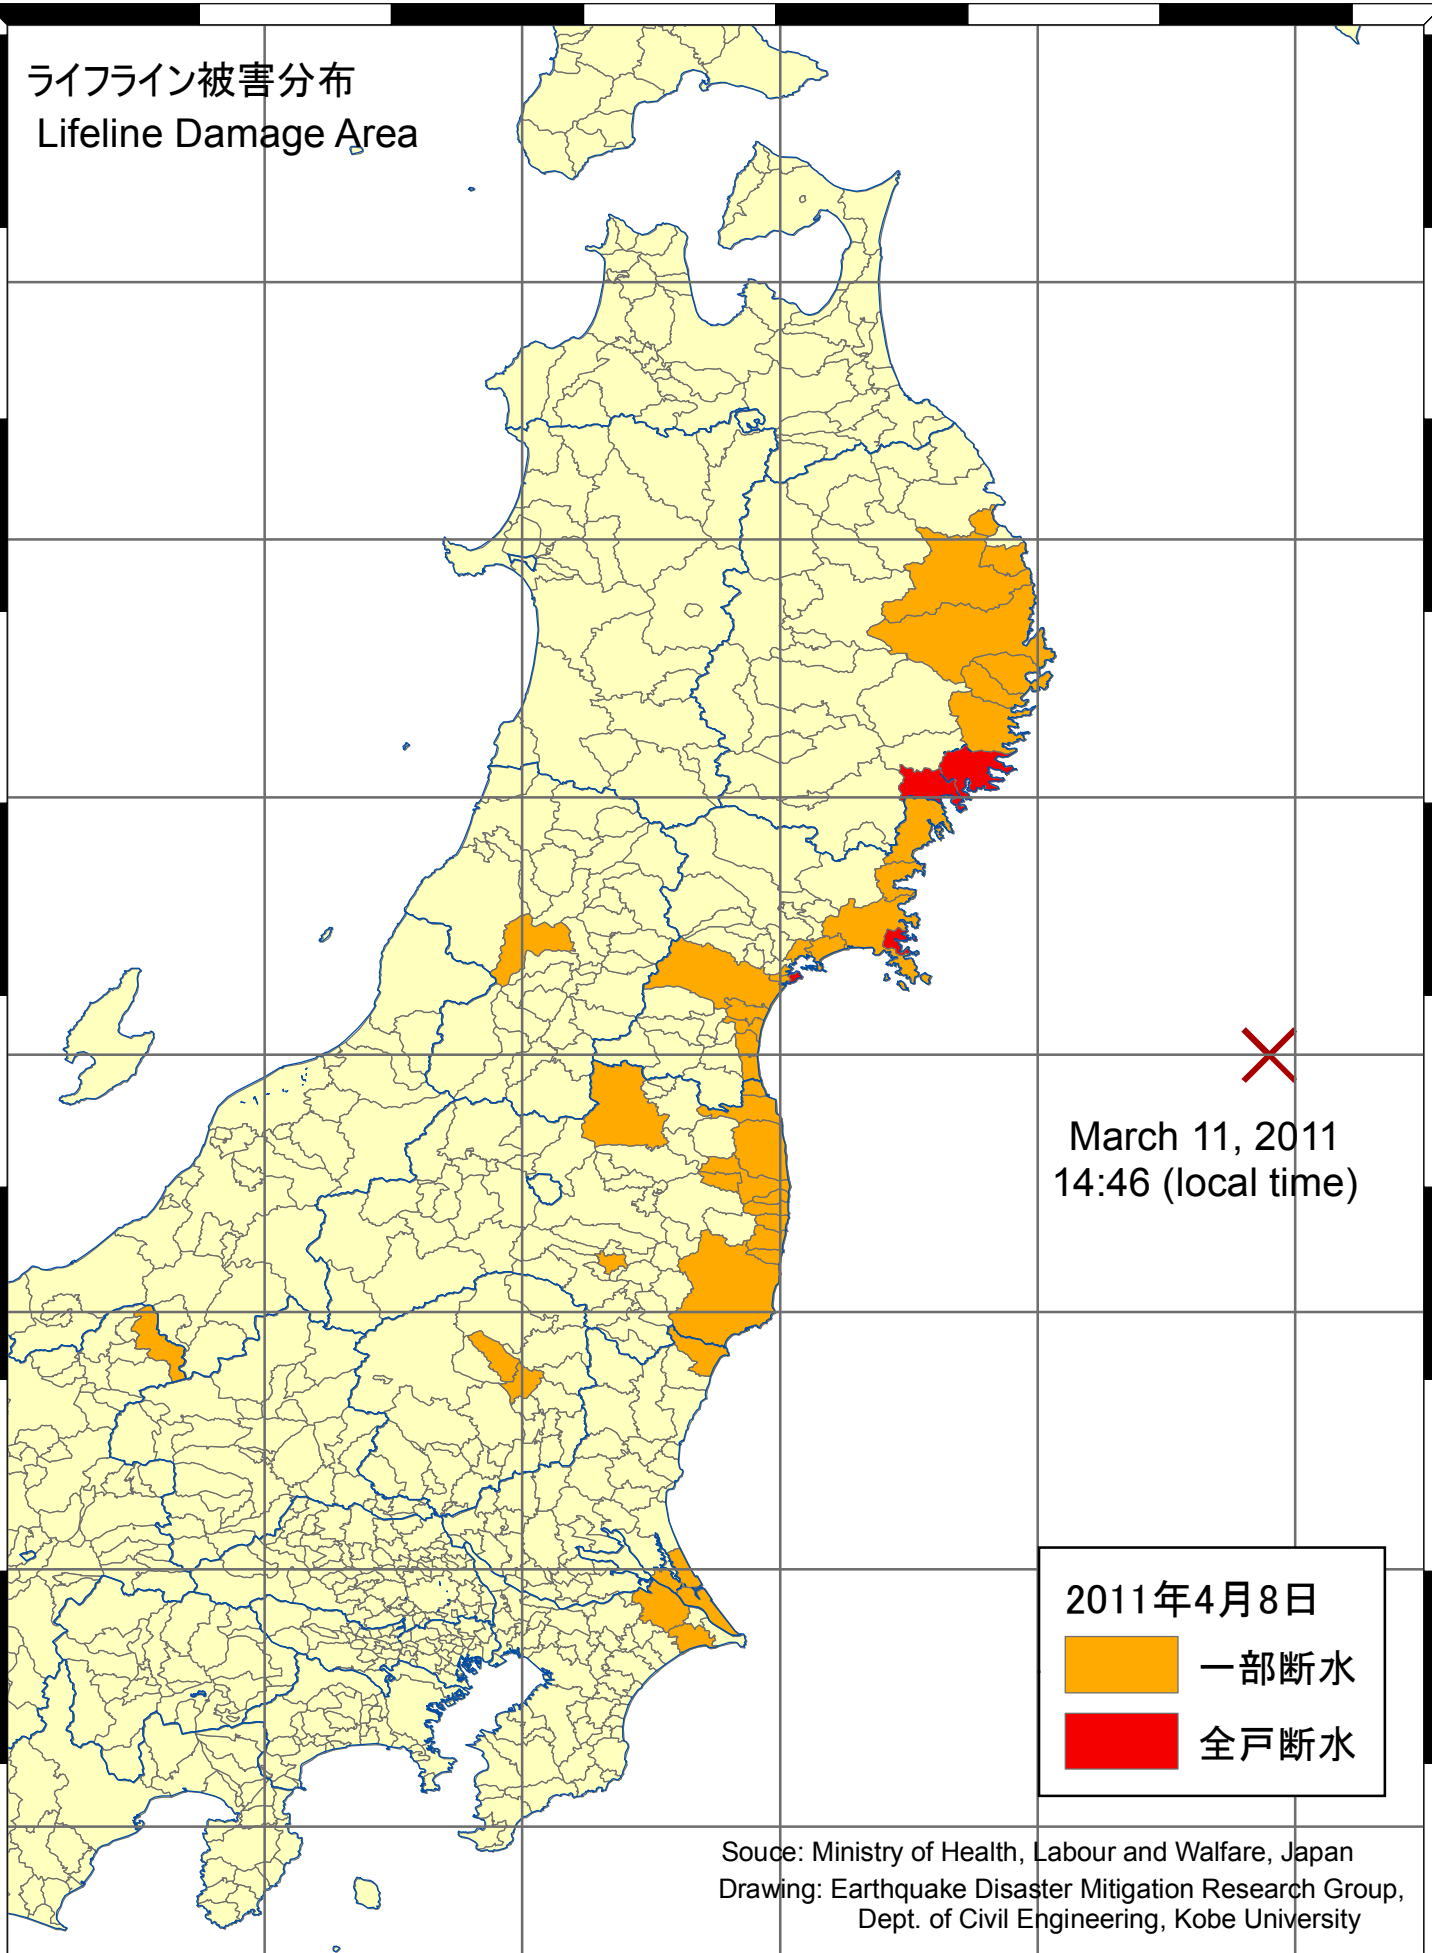 ライフライン被害分布
Lifeline Damage Area
March 11, 2011
14:46 (local time)
2011年4月8日
一部断水
全戸断水
Souce: Ministry of Health, Labour and Walfare, Japan
Drawing: Earthquake Disaster Mitigation Research Group,
Dept. of Civil Engineering, Kobe University